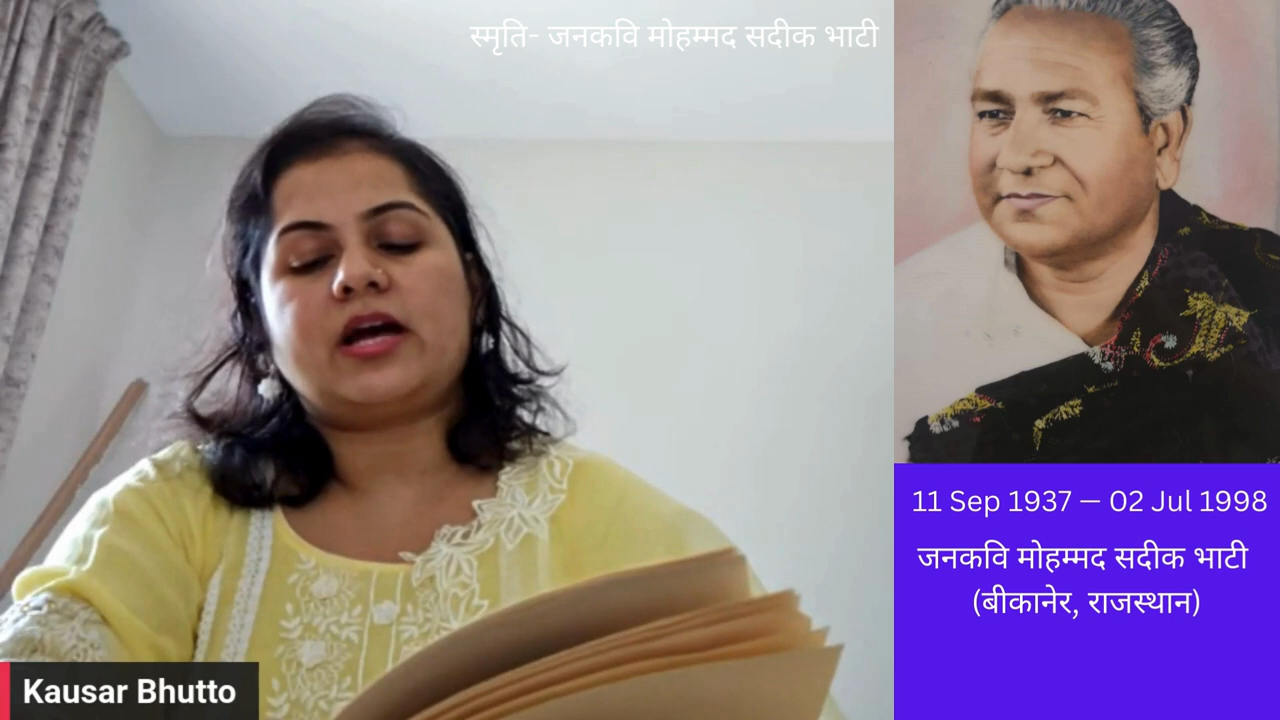 स्मृति- जनकवि मोहम्मद सदीक भाटी
11 Sep 1937 — 02 Jul 1998
जनकवि मोहम्मद सदीक भाटी
(बीकानेर, राजस्थान)
Kausar Bhutto